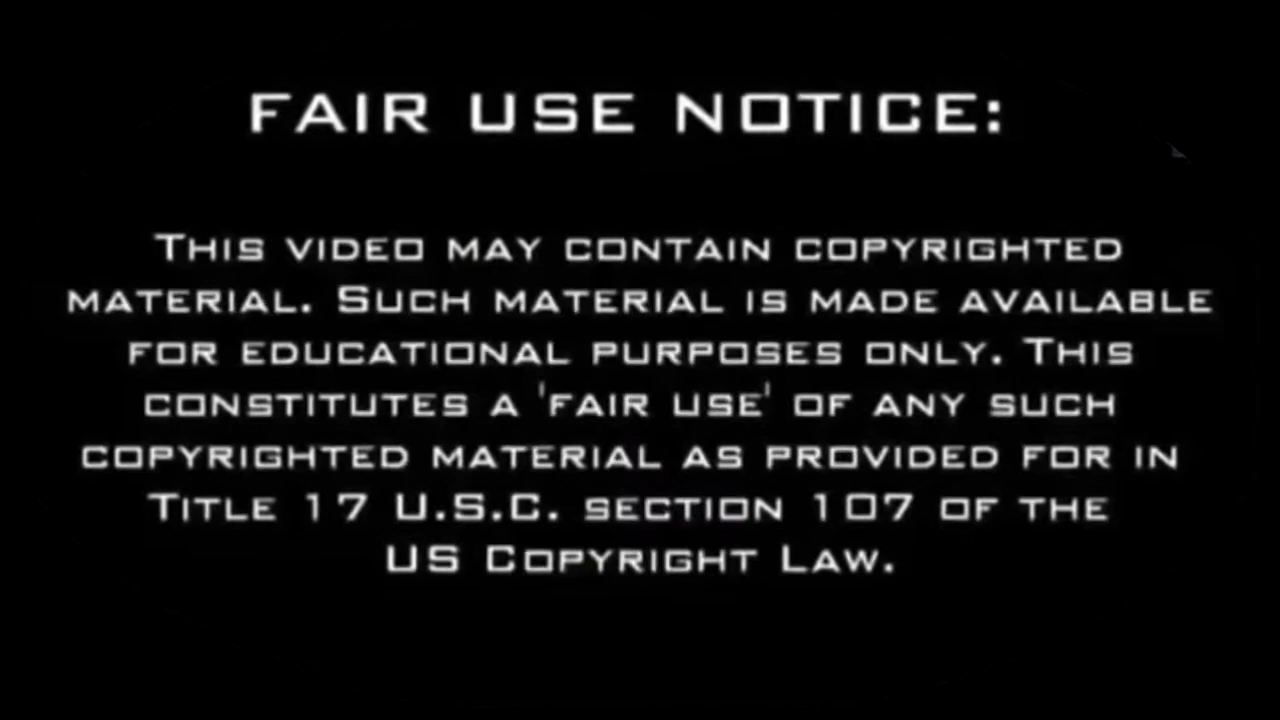 FAIR USE NOTICE:
THIS VIDEO MAY CONTAIN COPYRIGHTED
MATERIAL. SUCH MATERIAL IS MADE AVAILABLE
FOR EDUCATIONAL PURPOSES ONLY. THIS
CONSTITUTES A 'FAIR USE' OF ANY SUCH
COPYRIGHTED MATERIAL AS PROVIDED FOR IN
TITLE 17 U.S.C. SECTION 107 OF THE
US COPYRIGHT LAW.